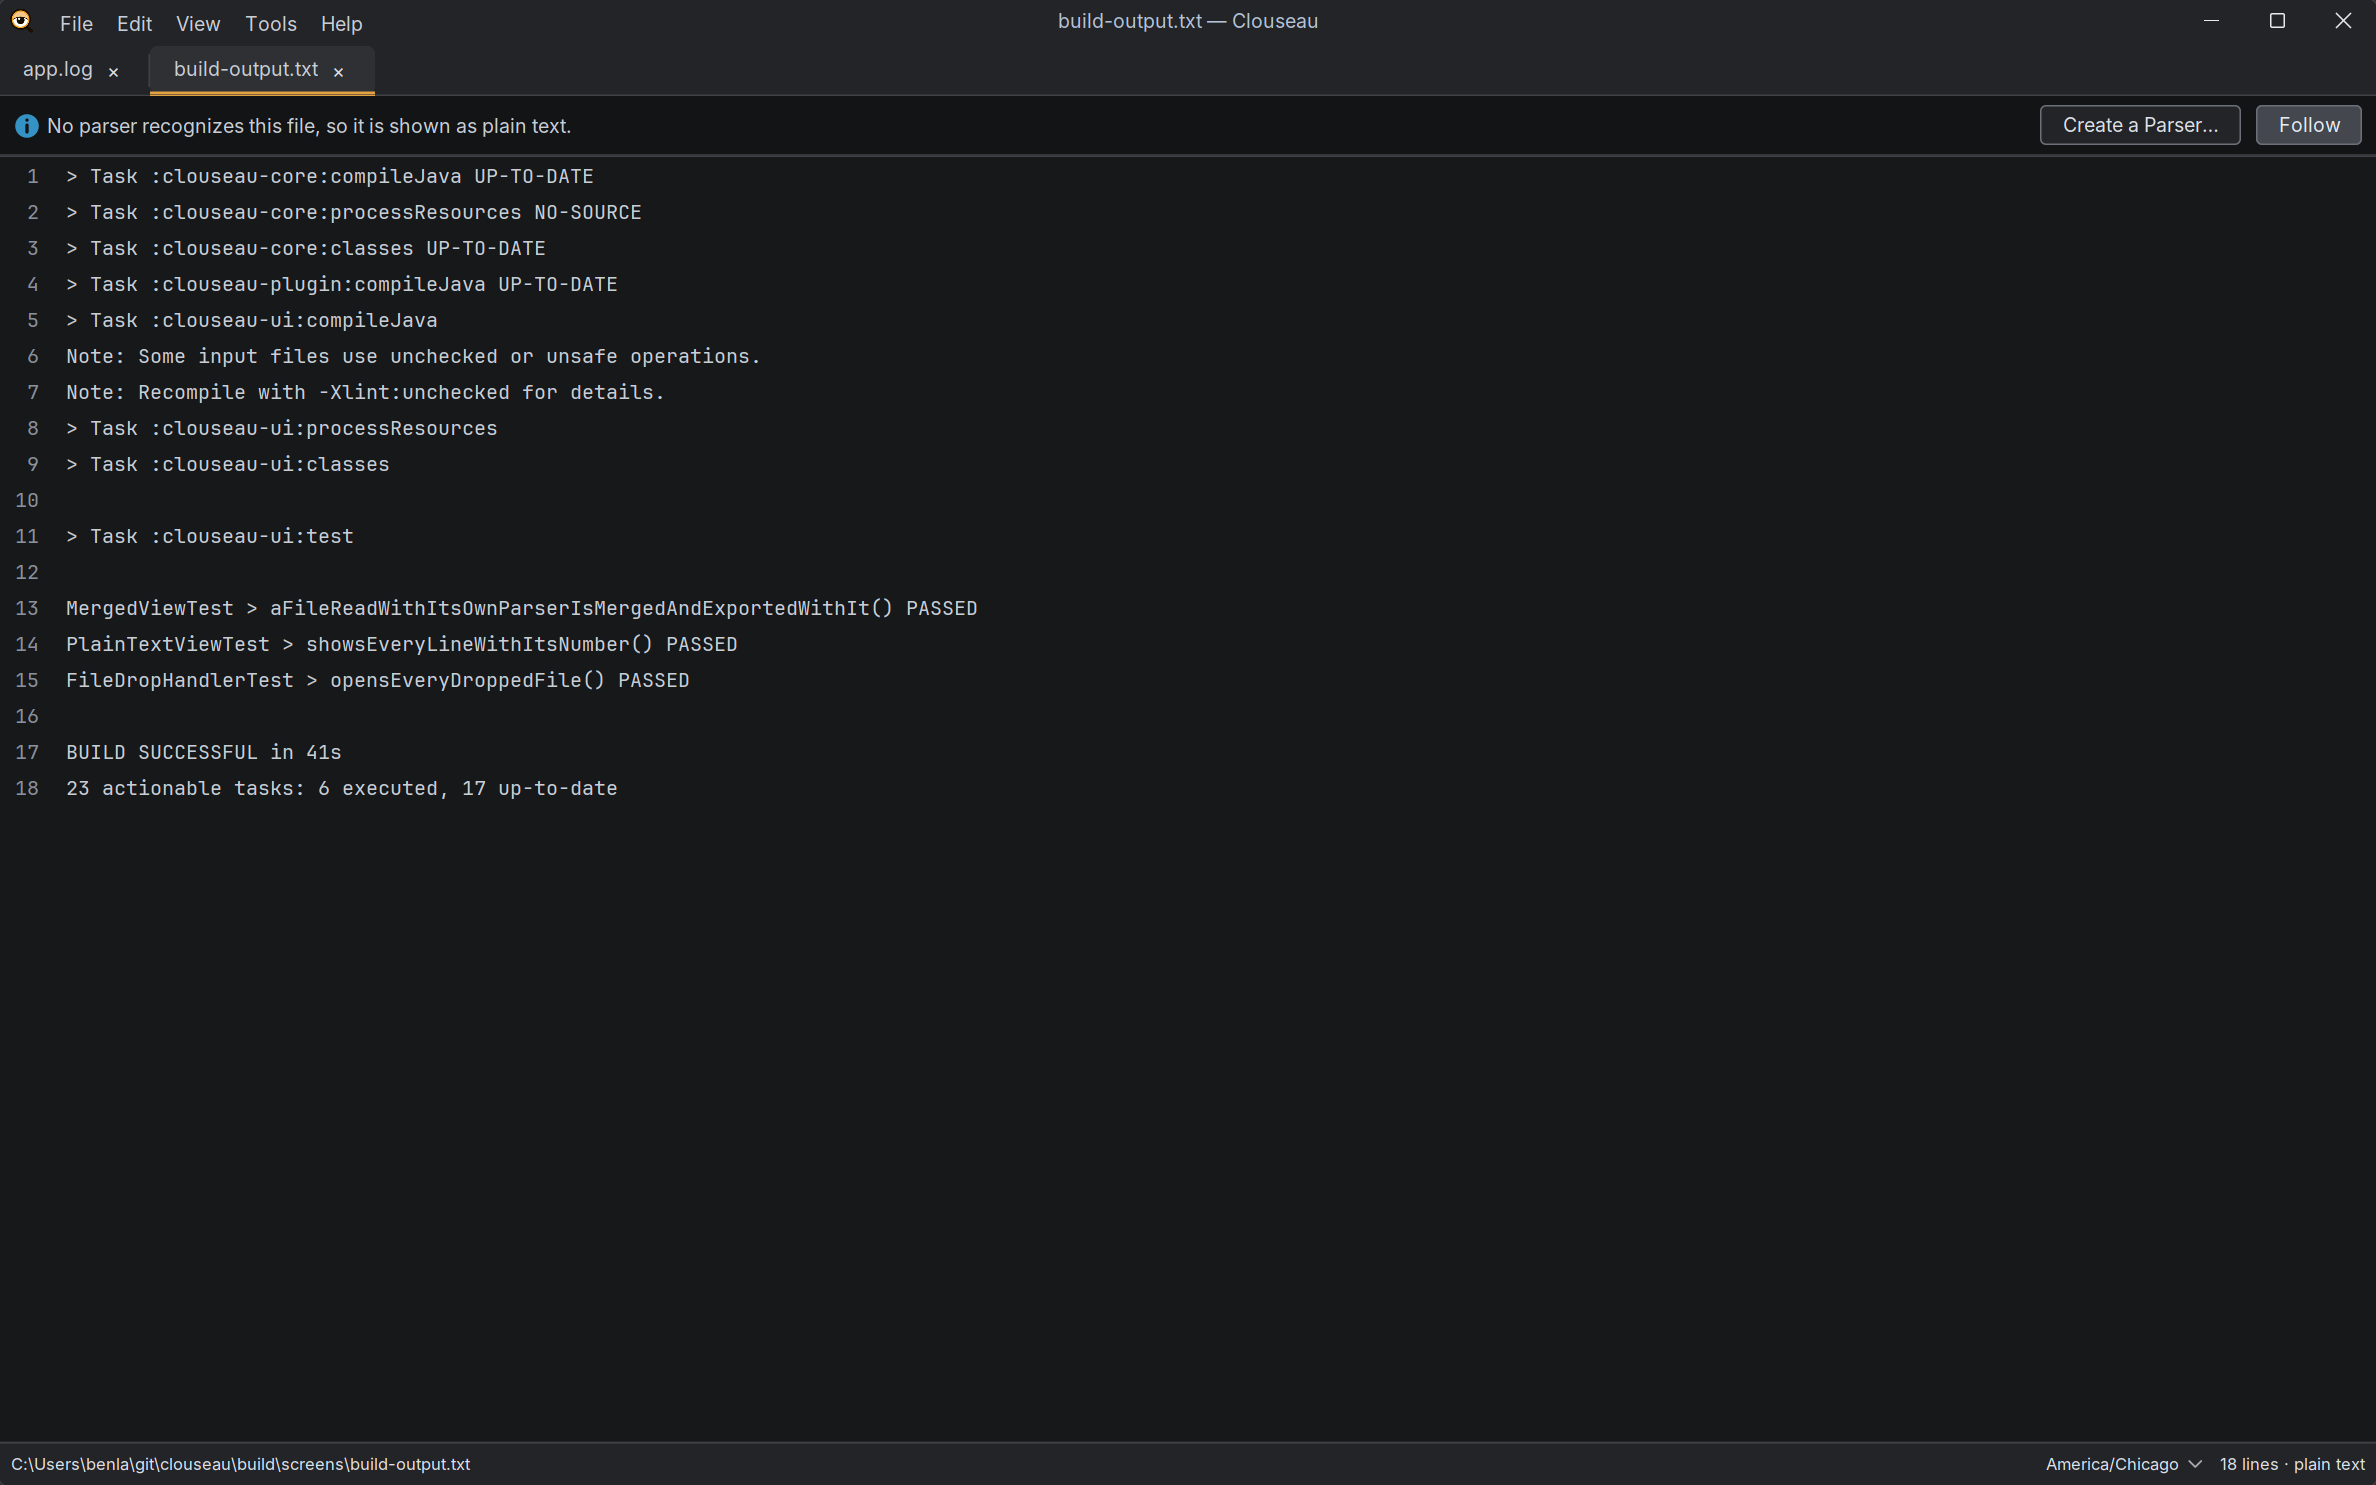 File Edit View Tools Help
build-output.txt — Clouseau
app.log ×
build-output.txt ×
No parser recognizes this file, so it is shown as plain text.
Create a Parser...
Follow
1 > Task :clouseau-core:compileJava UP-TO-DATE
2 > Task :clouseau-core:processResources NO-SOURCE
3 > Task :clouseau-core:classes UP-TO-DATE
4 > Task :clouseau-plugin:compileJava UP-TO-DATE
5 > Task :clouseau-ui:compileJava
6 Note: Some input files use unchecked or unsafe operations.
7 Note: Recompile with -Xlint:unchecked for details.
8 > Task :clouseau-ui:processResources
9 > Task :clouseau-ui:classes
10
11 > Task :clouseau-ui:test
12
13 MergedViewTest > aFileReadWithItsOwnParserIsMergedAndExportedWithIt() PASSED
14 PlainTextViewTest > showsEveryLineWithItsNumber() PASSED
15 FileDropHandlerTest > opensEveryDroppedFile() PASSED
16
17 BUILD SUCCESSFUL in 41s
18 23 actionable tasks: 6 executed, 17 up-to-date
C:\Users\benla\git\clouseau\build\screens\build-output.txt
America/Chicago
18 lines · plain text